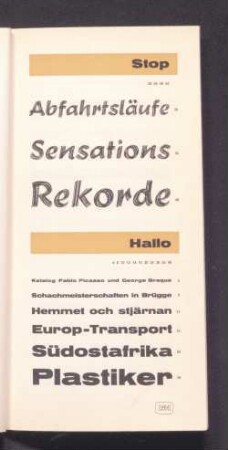 Stop
Abfahrtsläufe
Sensations
Rekorde
Hallo
Katalog Pablo Picasso und George Braque
Schachmeisterschaften in Brügge
Hemmet och stjärnan
Europ-Transport
Südostafrika
Plastiker